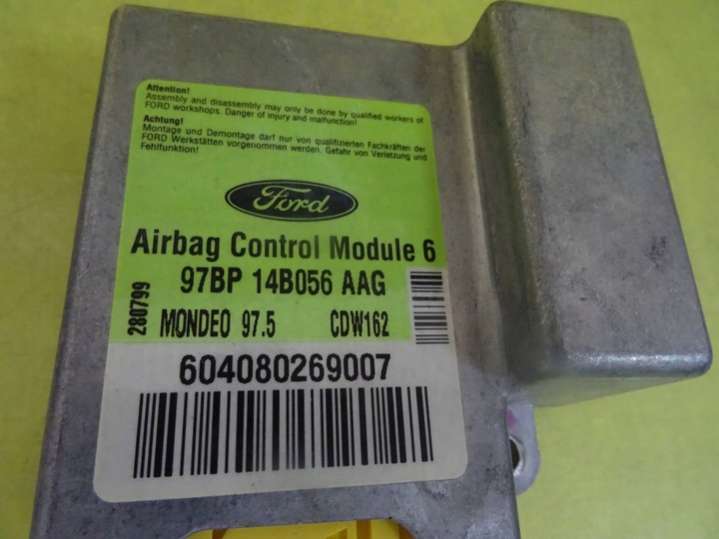 Attention!
Assembly and disassembly may only be done by qualified workers of
FORD workshops. Danger of injury and malfunction!
Achtung!
Montage und Demontage darf nur von qualifizierten Fachkräften der
FORD Werkstätten vorgenommen werden. Gefahr von Verletzung und
Fehlfunktion!
Ford
Airbag Control Module 6
97BP 14B056 AAG
280799
MONDEO 97.5 CDW162
604080269007